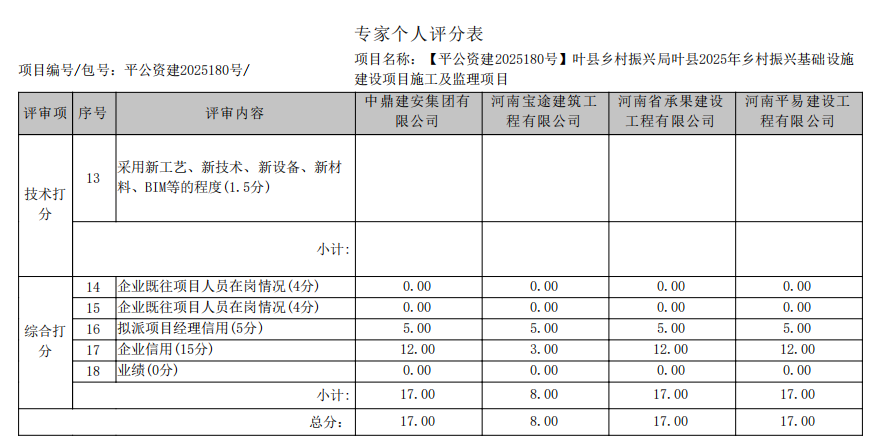 专家个人评分表
项目编号/包号: 平公资建2025180号/
项目名称: 【平公资建2025180号】叶县乡村振兴局叶县2025年乡村振兴基础设施
建设项目施工及监理项目
评审项 序号 评审内容 中鼎建安集团有限公司 河南宝途建筑工程有限公司 河南省承果建设工程有限公司 河南平易建设工程有限公司
技术打分
13 采用新工艺、新技术、新设备、新材料、BIM等的程度(1.5分)
小计:
综合打分
14 企业既往项目人员在岗情况(4分) 0.00 0.00 0.00 0.00
15 企业既往项目人员在岗情况(4分) 0.00 0.00 0.00 0.00
16 拟派项目经理信用(5分) 5.00 5.00 5.00 5.00
17 企业信用(15分) 12.00 3.00 12.00 12.00
18 业绩(0分) 0.00 0.00 0.00 0.00
小计: 17.00 8.00 17.00 17.00
总分: 17.00 8.00 17.00 17.00